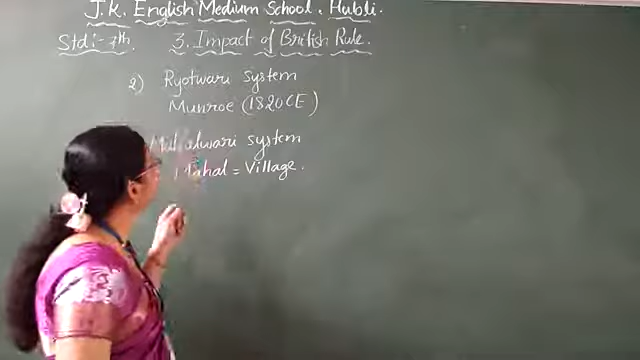 J.K. English Medium School. Hubli.
Std:- 7th. 3. Impact of British Rule.
2) Ryotwari system
Munroe (1820CE)
Mahalwari system
Mahal = Village.